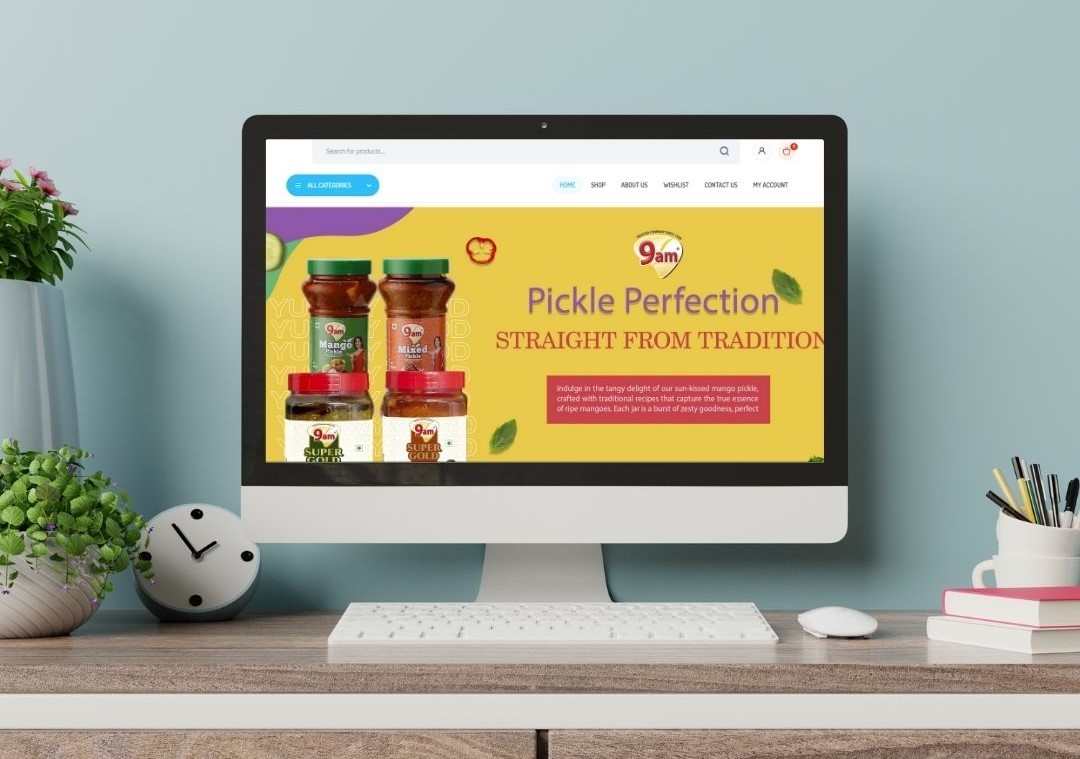 Search for products...
ALL CATEGORIES
HOME SHOP ABOUT US WISHLIST CONTACT US MY ACCOUNT
9am
Pickle Perfection
STRAIGHT FROM TRADITION
Indulge in the tangy delight of our sun-kissed mango pickle,
crafted with traditional recipes that capture the true essence
of ripe mangoes. Each jar is a burst of zesty goodness, perfect
9am
Mango
Pickle
9am
Mixed
Pickle
9am
SUPER
GOLD
9am
SUPER
GOLD